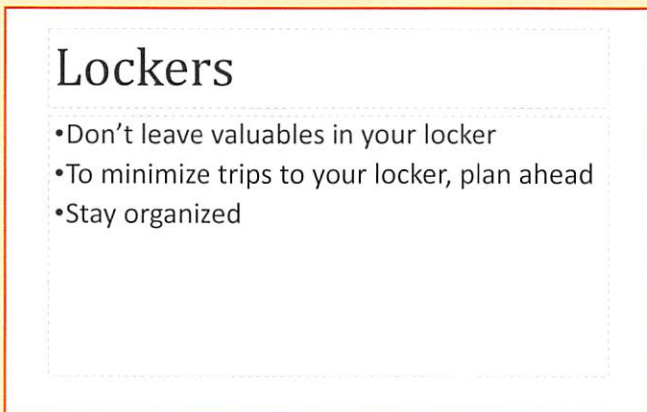 Lockers
•Don’t leave valuables in your locker
•To minimize trips to your locker, plan ahead
•Stay organized